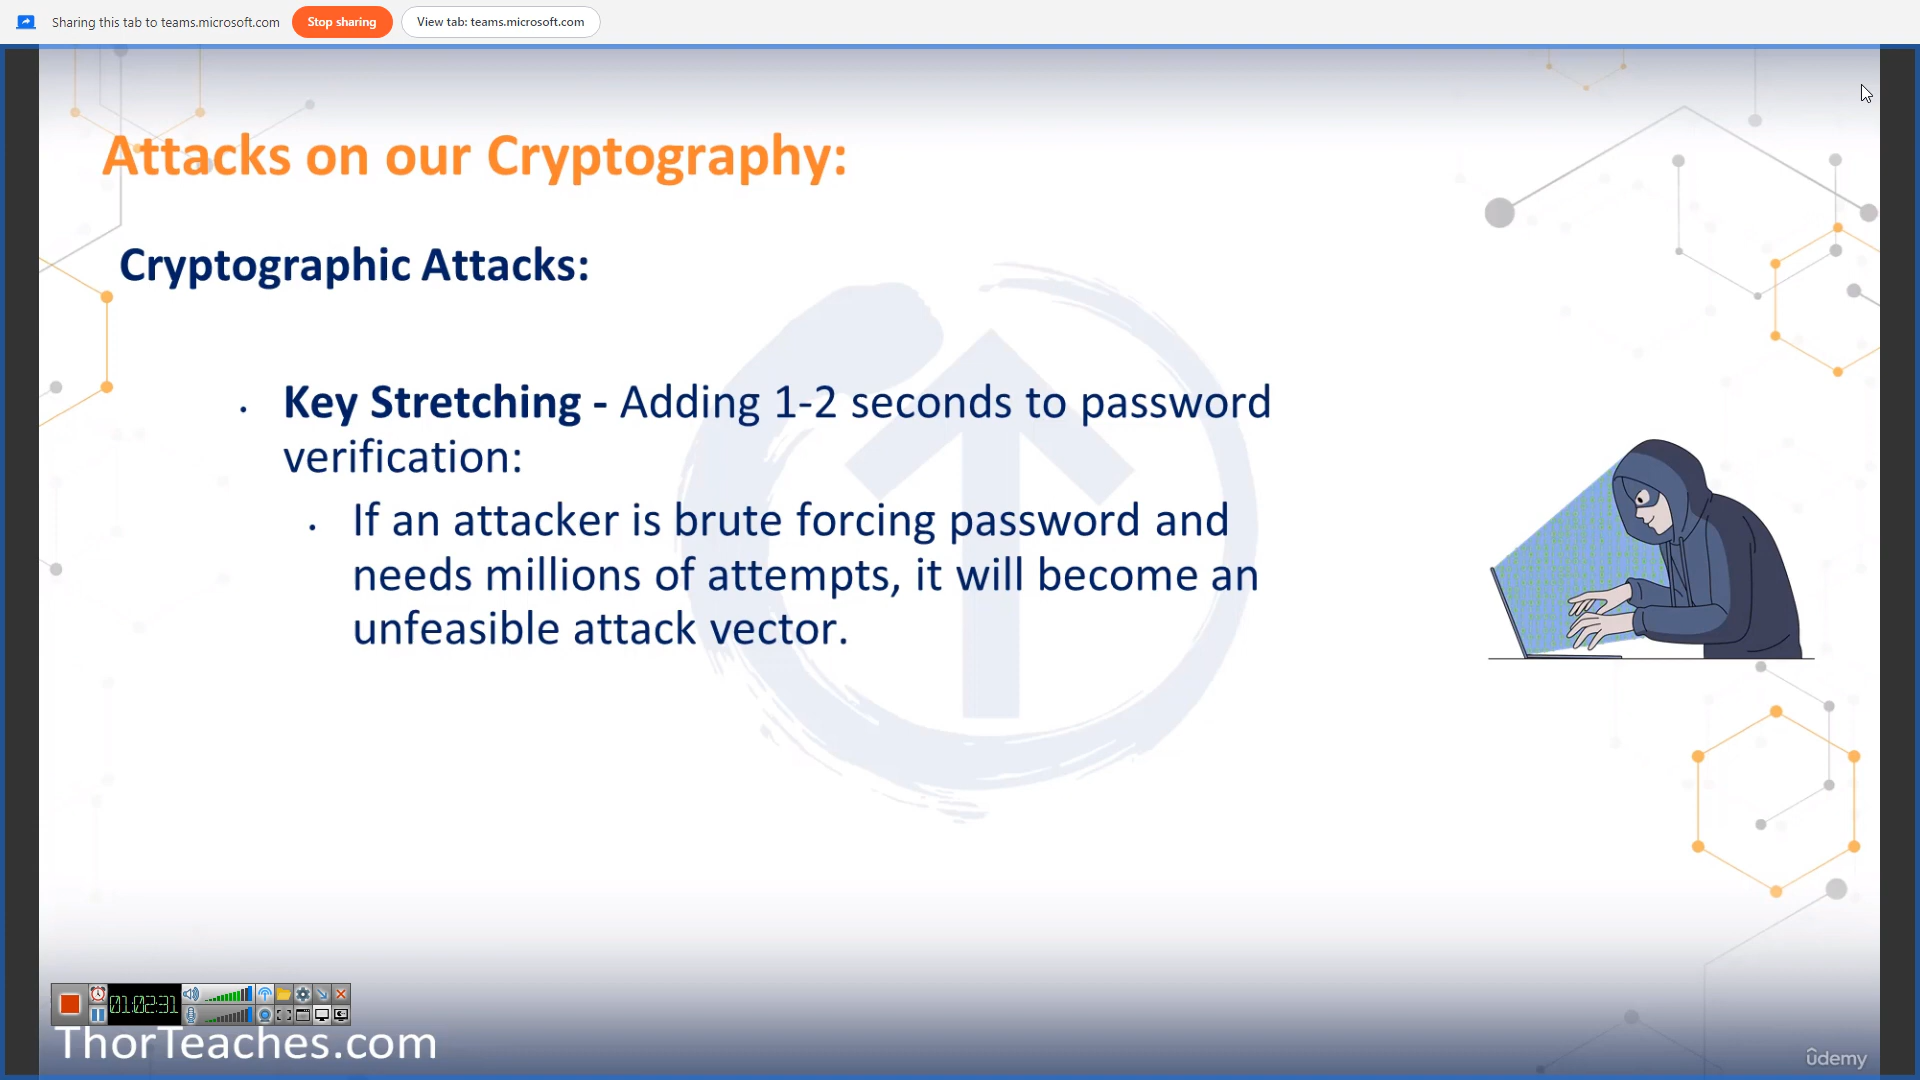 Sharing this tab to teams.microsoft.com
Stop sharing
View tab: teams.microsoft.com
Attacks on our Cryptography:
Cryptographic Attacks:
• Key Stretching - Adding 1-2 seconds to password
verification:
• If an attacker is brute forcing password and
needs millions of attempts, it will become an
unfeasible attack vector.
01:02:31
ThorTeaches.com
ûdemy